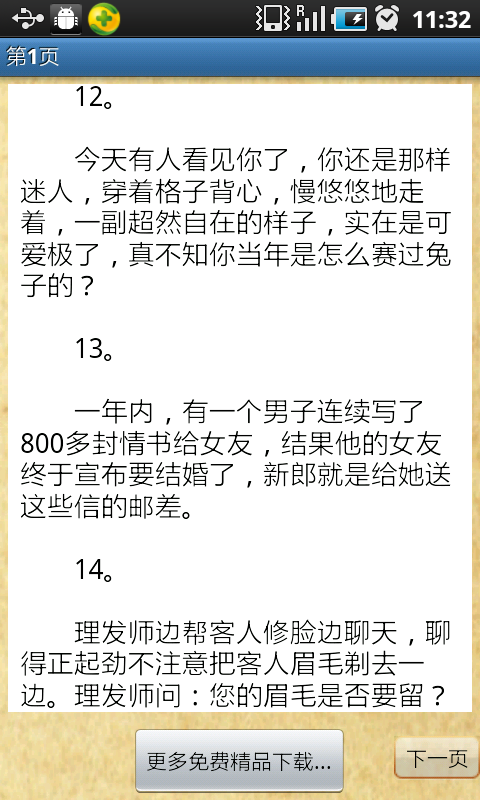 11:32
第1页
12。
今天有人看见你了，你还是那样
迷人，穿着格子背心，慢悠悠地走
着，一副超然自在的样子，实在是可
爱极了，真不知你当年是怎么赛过兔
子的？
13。
一年内，有一个男子连续写了
800多封情书给女友，结果他的女友
终于宣布要结婚了，新郎就是给她送
这些信的邮差。
14。
理发师边帮客人修脸边聊天，聊
得正起劲不注意把客人眉毛剃去一
边。理发师问：您的眉毛是否要留？
更多免费精品下载...
下一页